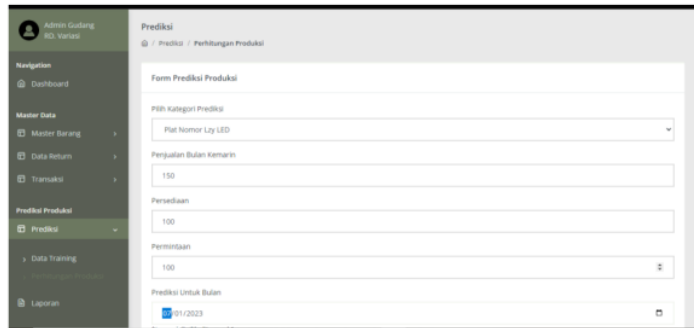 Admin Gudang
RD. Variasi
Navigation
Dashboard
Master Data
Master Barang
Data Return
Transaksi
Prediksi Produksi
Prediksi
Data Training
Perhitungan Produksi
Laporan
Prediksi
/ Prediksi / Perhitungan Produksi
Form Prediksi Produksi
Pilih Kategori Prediksi
Plat Nomor Lzy LED
Penjualan Bulan Kemarin
150
Persediaan
100
Permintaan
100
Prediksi Untuk Bulan
07/01/2023